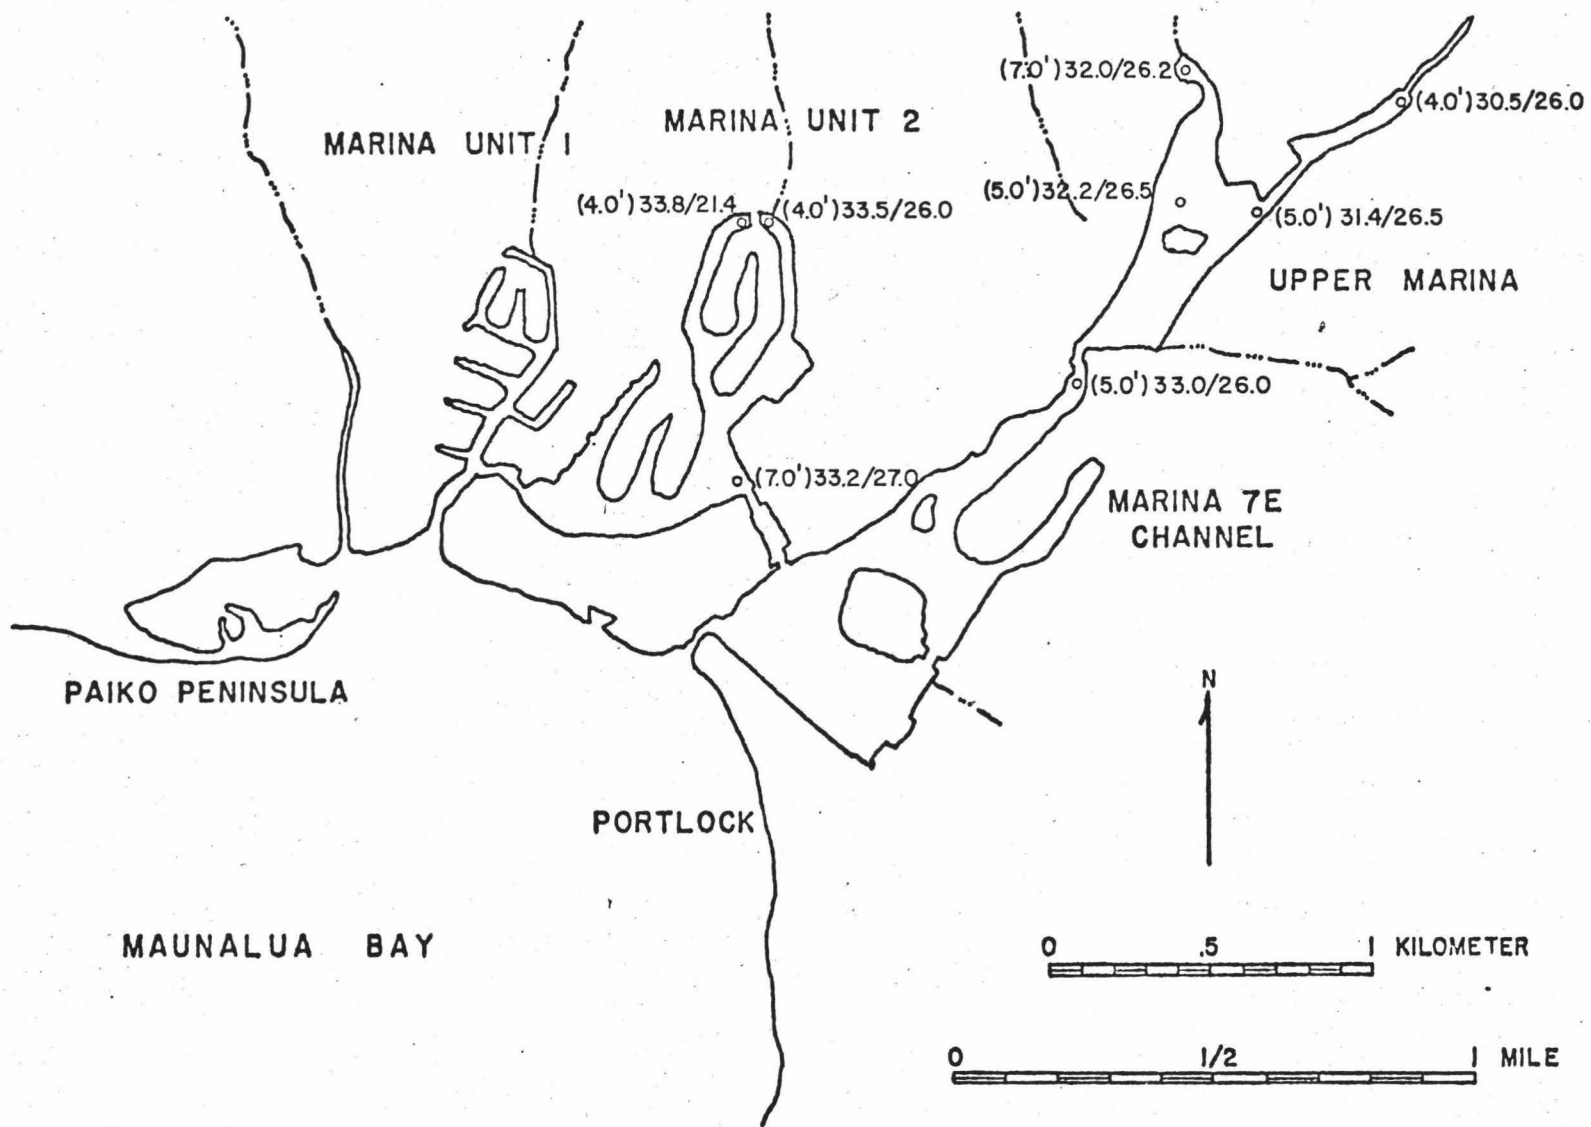 (7.0') 32.0/26.2
(4.0') 30.5/26.0
MARINA UNIT 1
MARINA UNIT 2
(5.0') 32.2/26.5
(4.0') 33.8/21.4
(4.0') 33.5/26.0
(5.0') 31.4/26.5
UPPER MARINA
(5.0') 33.0/26.0
(7.0') 33.2/27.0
MARINA 7E
CHANNEL
PAIKO PENINSULA
N
PORTLOCK
MAUNALUA BAY
0 .5 1 KILOMETER
0 1/2 1 MILE